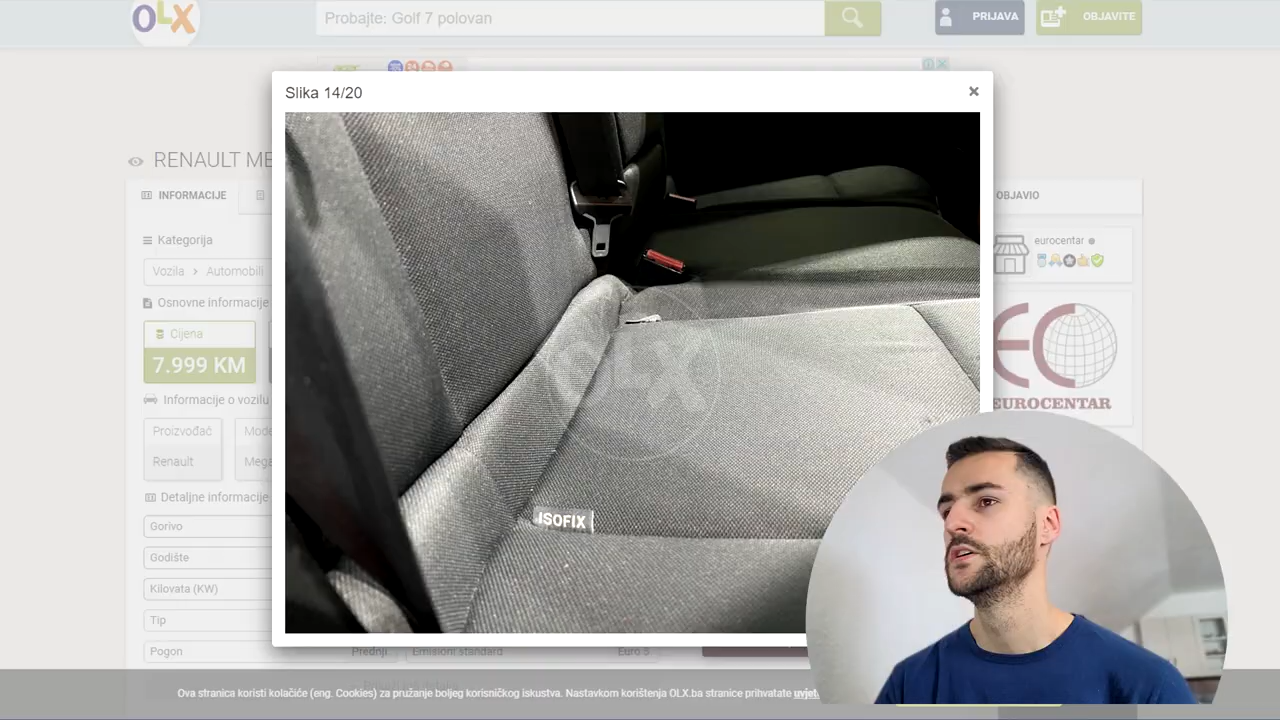 OLX
Probajte: Golf 7 polovan
PRIJAVA
OBJAVITE
Slika 14/20
×
RENAULT ME
INFORMACIJE
OBJAVIO
Kategorija
eurocentar
Vozila > Automobili
Osnovne informacije
Cijena
7.999 KM
OLX
EC
EUROCENTAR
Informacije o vozilu
Proizvođač
Mode
Renault
Mega
Detaljne informacije
ISOFIX
Gorivo
Godište
Kilovata (KW)
Tip
Pogon
Prednji
Emisioni standard
Euro 5
Ova stranica koristi kolačiće (eng. Cookies) za pružanje boljeg korisničkog iskustva. Nastavkom korištenja OLX.ba stranice prihvatate uvjet